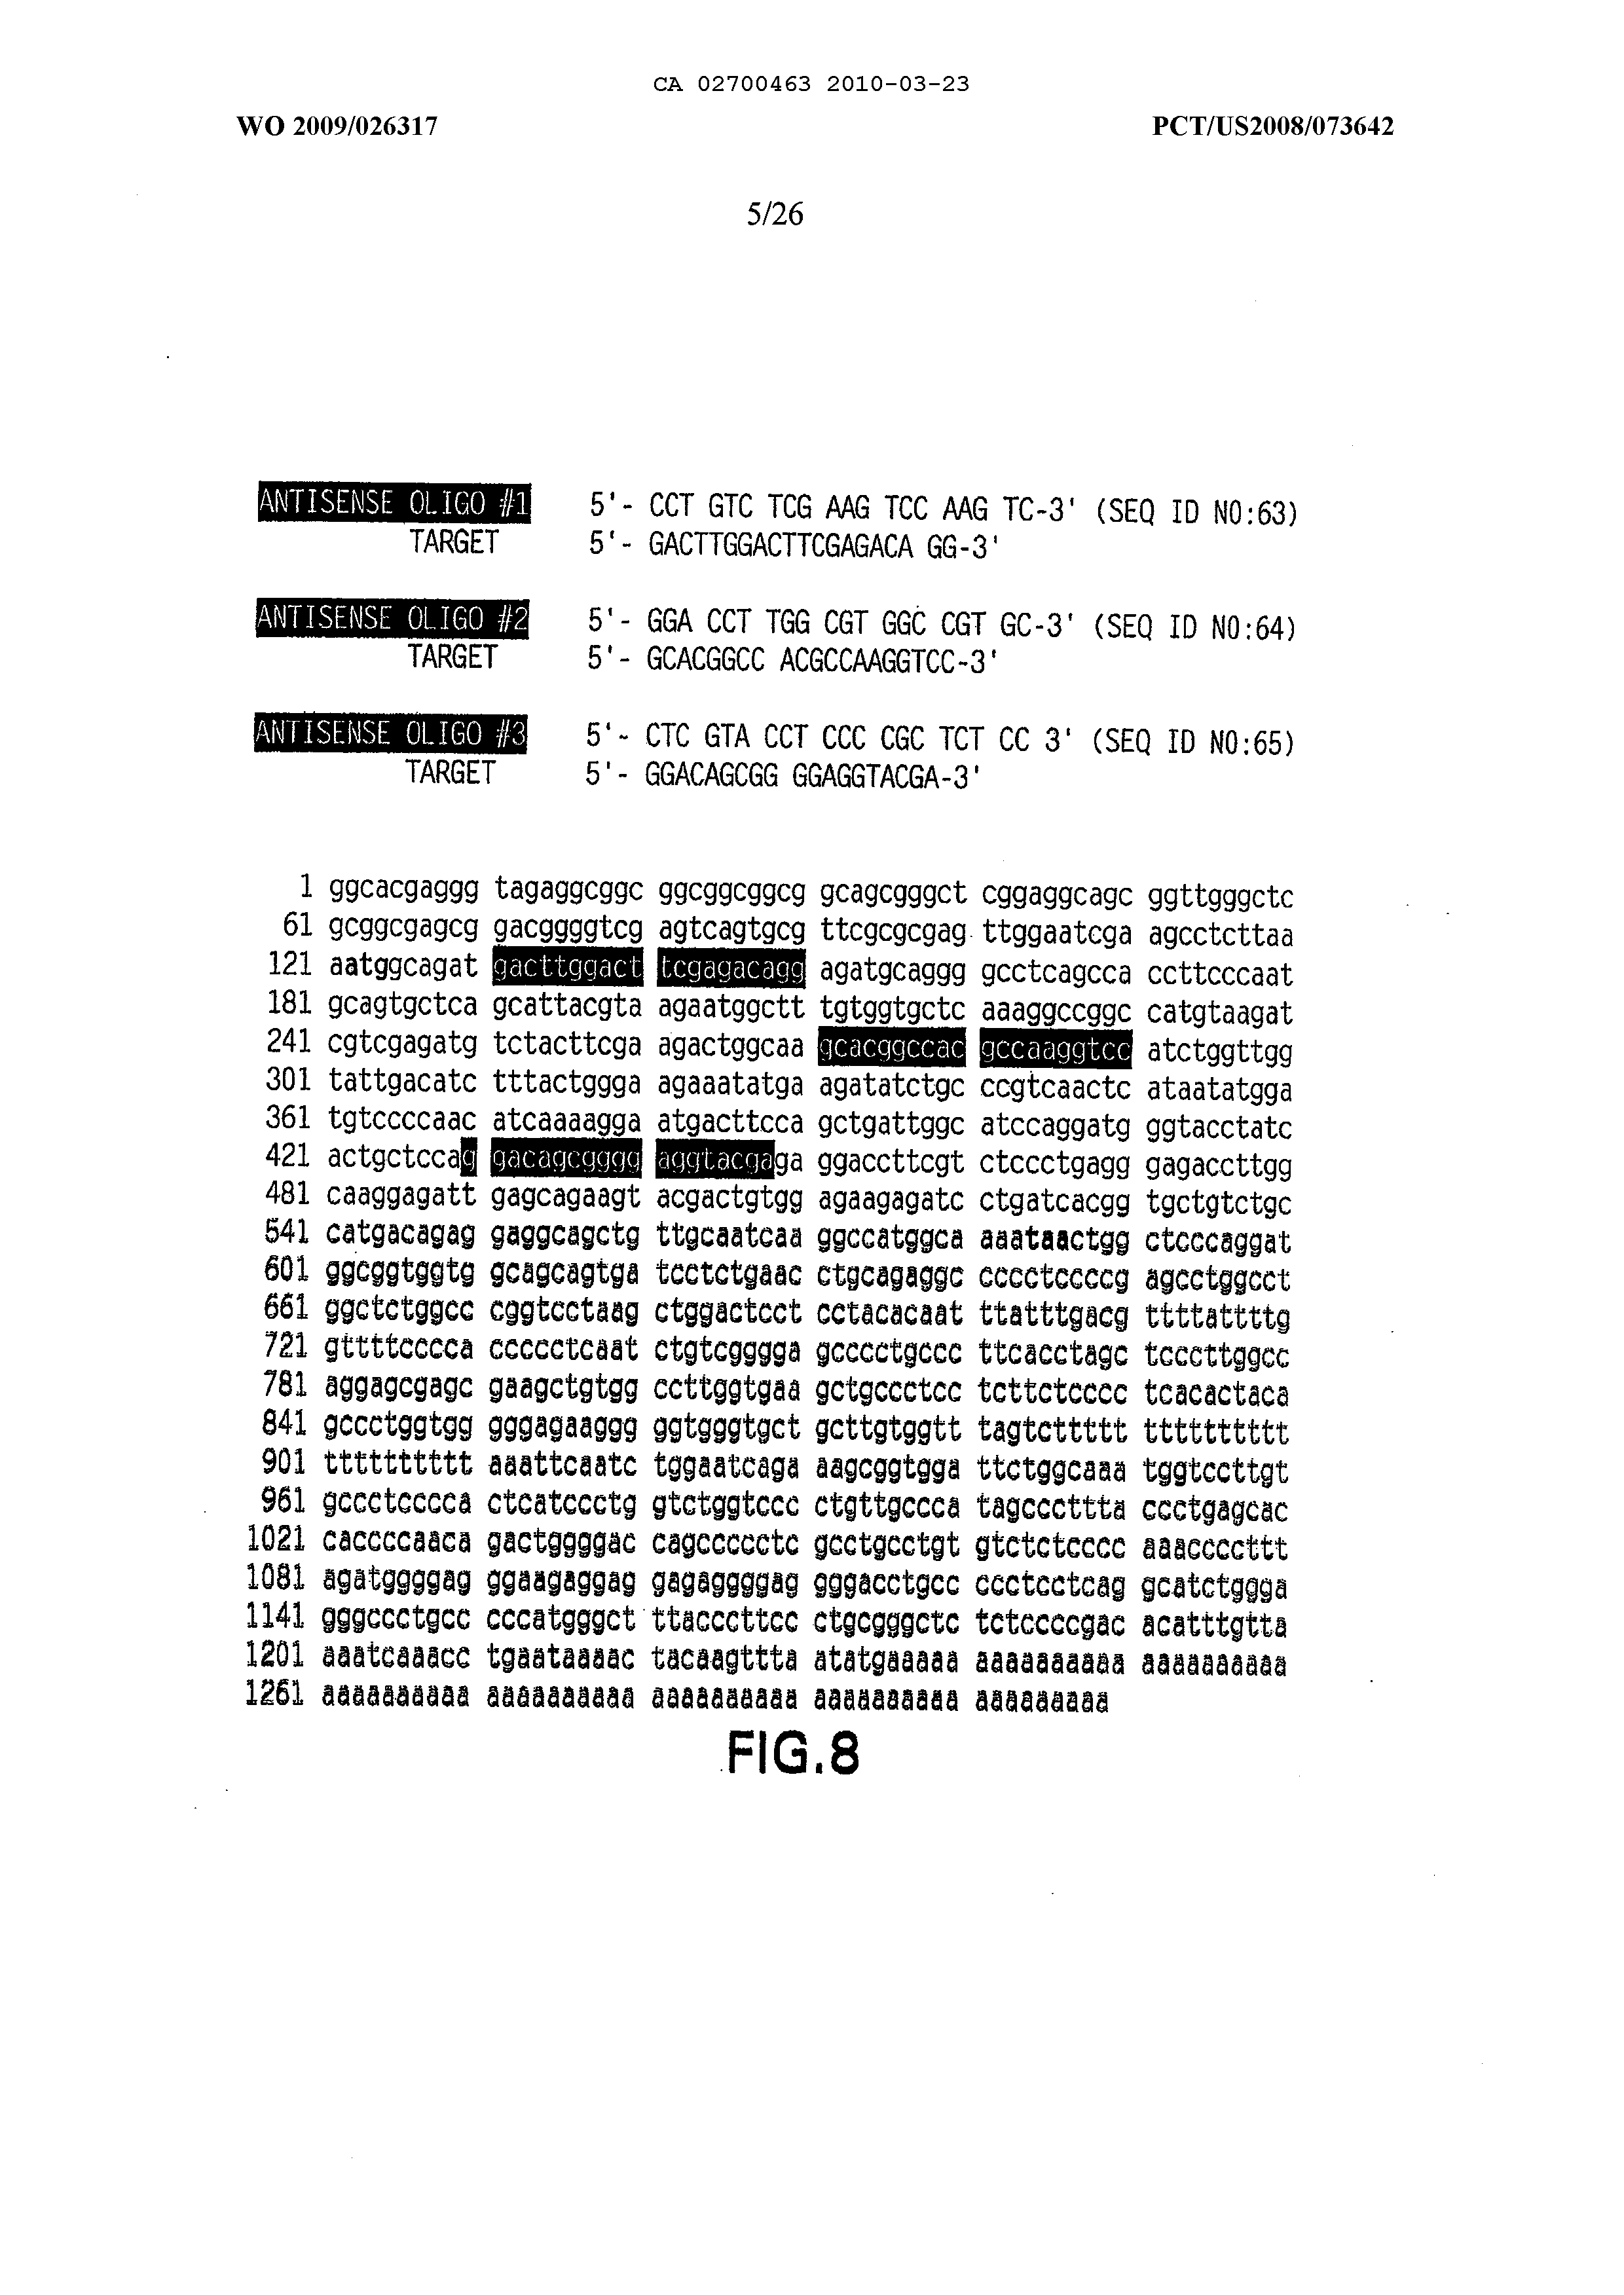 CA 02700463 2010-03-23
WO 2009/026317 PCT/US2008/073642
5/26
ANTISENSE OLIGO #1 5'- CCT GTC TCG AAG TCC AAG TC-3' (SEQ ID NO:63)
TARGET 5'- GACTTGGACTTCGAGACA GG-3'
ANTISENSE OLIGO #2 5'- GGA CCT TGG CGT GGC CGT GC-3' (SEQ ID NO:64)
TARGET 5'- GCACGGCC ACGCCAAGGTCC-3'
ANTISENSE OLIGO #3 5'- CTC GTA CCT CCC CGC TCT CC 3' (SEQ ID NO:65)
TARGET 5'- GGACAGCGG GGAGGTACGA-3'
1 ggcacgaggg tagaggcggc ggcggcggcg gcagcgggct cggaggcagc ggttgggctc
61 gcggcgagcg gacggggtcg agtcagtgcg ttcgcgcgag ttggaatcga agcctcttaa
121 aatggcagat gacttggact tcgagacagg agatgcaggg gcctcagcca ccttcccaat
181 gcagtgctca gcattacgta agaatggctt tgtggtgctc aaaggccggc catgtaagat
241 cgtcgagatg tctacttcga agactggcaa gcacggccac gccaaggtcc atctggttgg
301 tattgacatc tttactggga agaaatatga agatatctgc ccgtcaactc ataatatgga
361 tgtccccaac atcaaaagga atgacttcca gctgattggc atccaggatg ggtacctatc
421 actgctccag gacagcgggg aggtacgaga ggaccttcgt ctccctgagg gagaccttgg
481 caaggagatt gagcagaagt acgactgtgg agaagagatc ctgatcacgg tgctgtctgc
541 catgacagag gaggcagctg ttgcaatcaa ggccatggca aaataactgg ctcccaggat
601 ggcggtggtg gcagcagtga tcctctgaac ctgcagaggc cccctccccg agcctggcct
661 ggctctggcc cggtcctaag ctggactcct cctacacaat ttatttgacg ttttattttg
721 gttttcccca ccccctcaat ctgtcgggga gcccctgccc ttcacctagc tcccttggcc
781 aggagcgagc gaagctgtgg ccttggtgaa gctgccctcc tcttctcccc tcacactaca
841 gccctggtgg gggagaaggg ggtgggtgct gcttgtggtt tagtcttttt tttttttttt
901 tttttttttt aaattcaatc tggaatcaga aagcggtgga ttctggcaaa tggtccttgt
961 gccctcccca ctcatccctg gtctggtccc ctgttgccca tagcccttta ccctgagcac
1021 caccccaaca gactggggac cagccccctc gcctgcctgt gtctctcccc aaacccctttt
1081 agatggggag ggaagaggag gagaggggag gggacctgcc ccctcctcag gcatctggga
1141 gggccctgcc cccatgggct ttacccttcc ctgcgggctc tctccccgac acatttgtta
1201 aaatcaaacc tgaataaaac tacaagttta atatgaaaaa aaaaaaaaaa aaaaaaaaaa
1261 aaaaaaaaaa aaaaaaaaaa aaaaaaaaaa aaaaaaaaaa aaaaaaaaa
FIG.8